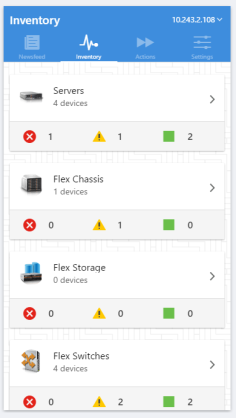 Inventory 10.243.2.108
Newsfeed Inventory Actions Settings
Servers
4 devices
1 1 2
Flex Chassis
1 devices
0 1 0
Flex Storage
0 devices
0 0 0
Flex Switches
4 devices
0 2 2